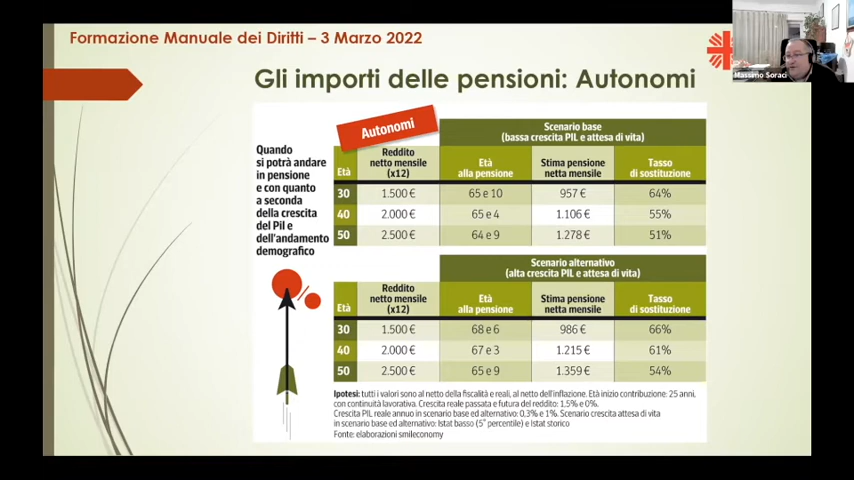 Formazione Manuale dei Diritti – 3 Marzo 2022
Massimo Soraci
Gli importi delle pensioni: Autonomi
Quando
si potrà andare
in pensione
e con quanto
a seconda
della crescita
del Pil e
dell'andamento
demografico
Autonomi
Scenario base
(bassa crescita PIL e attesa di vita)
Età
Reddito
netto mensile
(x12)
Età
alla pensione
Stima pensione
netta mensile
Tasso
di sostituzione
30 1.500 € 65 e 10 957 € 64%
40 2.000 € 65 e 4 1.106 € 55%
50 2.500 € 64 e 9 1.278 € 51%
Scenario alternativo
(alta crescita PIL e attesa di vita)
Età
Reddito
netto mensile
(x12)
Età
alla pensione
Stima pensione
netta mensile
Tasso
di sostituzione
30 1.500 € 68 e 6 986 € 66%
40 2.000 € 67 e 3 1.215 € 61%
50 2.500 € 65 e 9 1.359 € 54%
Ipotesi: tutti i valori sono al netto della fiscalità e reali, al netto dell'inflazione. Età inizio contribuzione: 25 anni,
con continuità lavorativa. Crescita reale passata e futura del reddito: 1,5% e 0%.
Crescita PIL reale annuo in scenario base ed alternativo: 0,3% e 1%. Scenario crescita attesa di vita
in scenario base ed alternativo: Istat basso (5° percentile) e Istat storico
Fonte: elaborazioni smileconomy